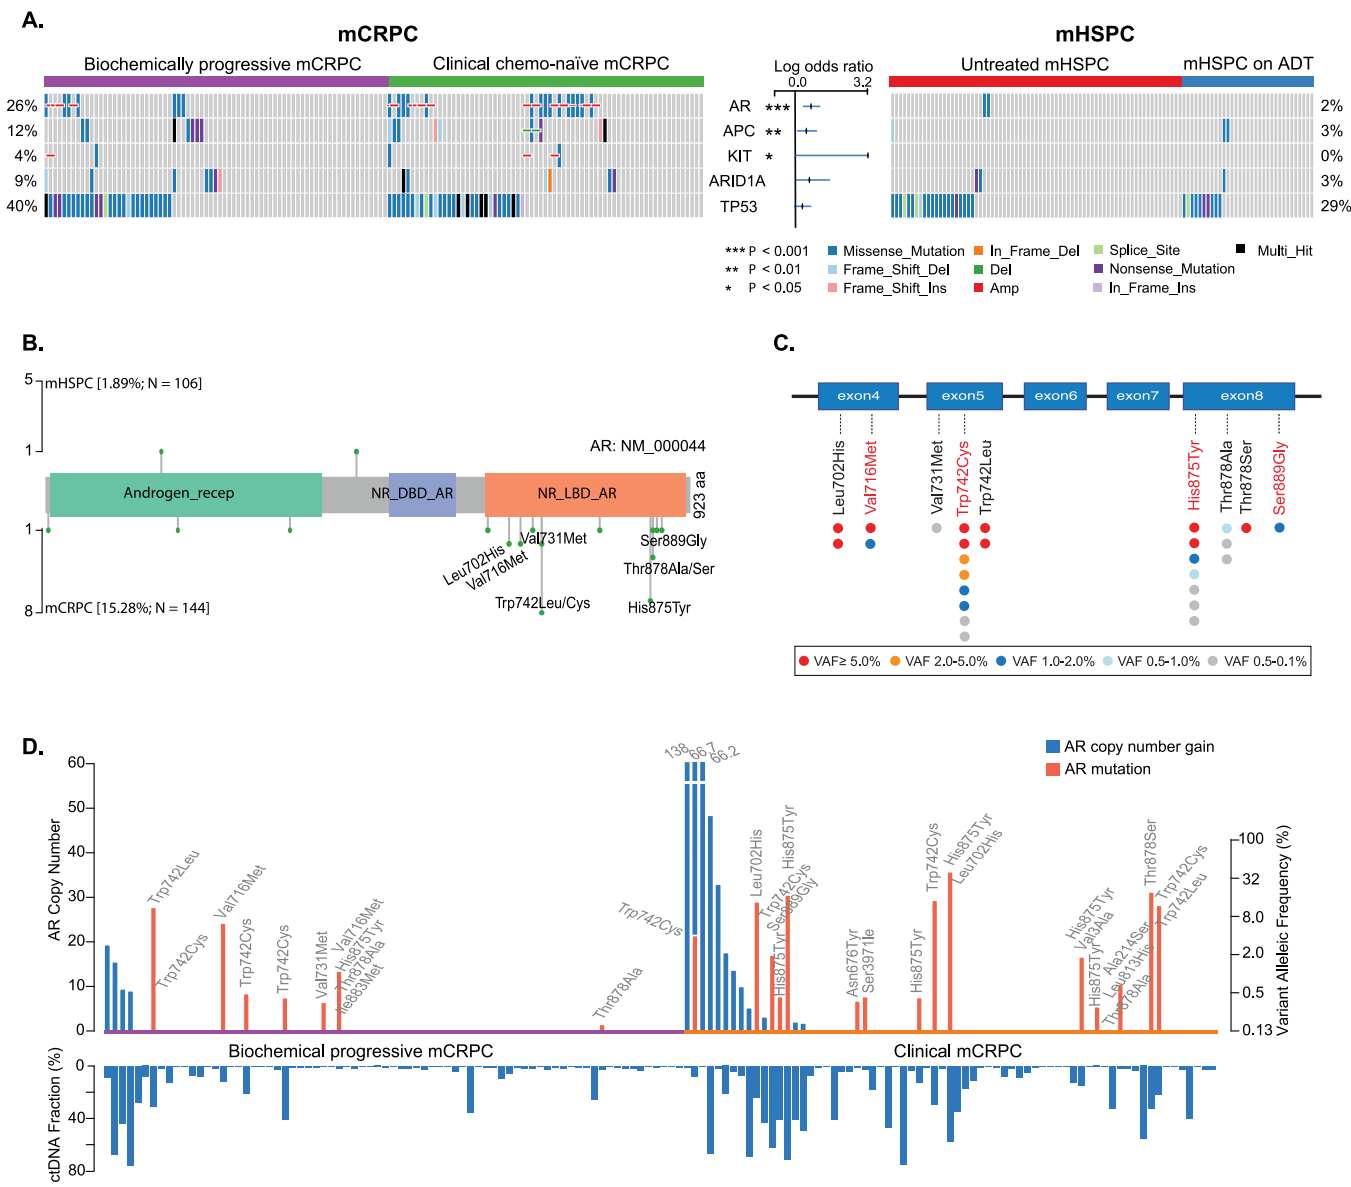 A.
mCRPC
mHSPC
Biochemically progressive mCRPC
Clinical chemo-naïve mCRPC
Log odds ratio
0.0
3.2
Untreated mHSPC
mHSPC on ADT
26%
AR
***
2%
12%
APC
**
3%
4%
KIT
*
0%
9%
ARID1A
3%
40%
TP53
29%
*** P < 0.001
** P < 0.01
* P < 0.05
Missense_Mutation
In_Frame_Del
Splice_Site
Multi_Hit
Frame_Shift_Del
Del
Nonsense_Mutation
Frame_Shift_Ins
Amp
In_Frame_Ins
B.
5
mHSPC [1.89%; N = 106]
1
AR: NM_000044
Androgen_recep
NR_DBD_AR
NR_LBD_AR
923 aa
1
Leu702His
Val716Met
Val731Met
Ser889Gly
Thr878Ala/Ser
Trp742Leu/Cys
His875Tyr
8
mCRPC [15.28%; N = 144]
C.
exon4
exon5
exon6
exon7
exon8
Leu702His
Val716Met
Val731Met
Trp742Cys
Trp742Leu
His875Tyr
Thr878Ala
Thr878Ser
Ser889Gly
VAF≥ 5.0%
VAF 2.0-5.0%
VAF 1.0-2.0%
VAF 0.5-1.0%
VAF 0.5-0.1%
D.
AR copy number gain
AR mutation
AR Copy Number
60
50
40
30
20
10
0
138
66.7
66.2
Trp742Leu
Trp742Cys
Val716Met
Trp742Cys
Trp742Cys
Val731Met
Val716Met
His875Tyr
Thr878Ala
Ile883Met
Thr878Ala
Trp742Cys
Leu702His
Trp742Cys
Ser889Gly
His875Tyr
His875Tyr
Asn676Tyr
Ser397Ile
His875Tyr
Trp742Cys
His875Tyr
Leu702His
His875Tyr
Val3Ala
His875Tyr
Ala214Ser
Leu813His
Thr878Ala
Thr878Ser
Trp742Cys
Trp742Leu
100
32
8.0
2.0
0.5
0.13
Variant Alleleic Frequency (%)
Biochemical progressive mCRPC
Clinical mCRPC
ctDNA Fraction (%)
0
40
80